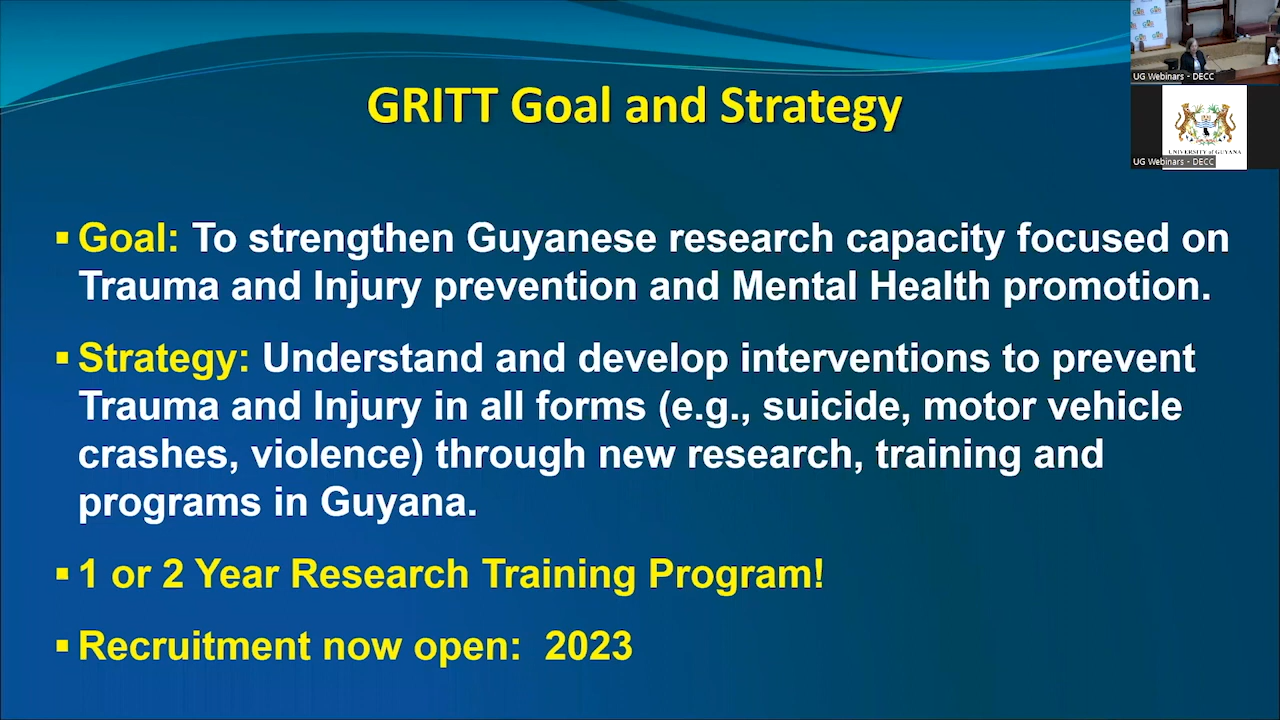 GRITT Goal and Strategy
UG Webinars - DECC
UNIVERSITY of GUYANA
UG Webinars - DECC
▪ Goal: To strengthen Guyanese research capacity focused on
Trauma and Injury prevention and Mental Health promotion.
▪ Strategy: Understand and develop interventions to prevent
Trauma and Injury in all forms (e.g., suicide, motor vehicle
crashes, violence) through new research, training and
programs in Guyana.
▪ 1 or 2 Year Research Training Program!
▪ Recruitment now open: 2023